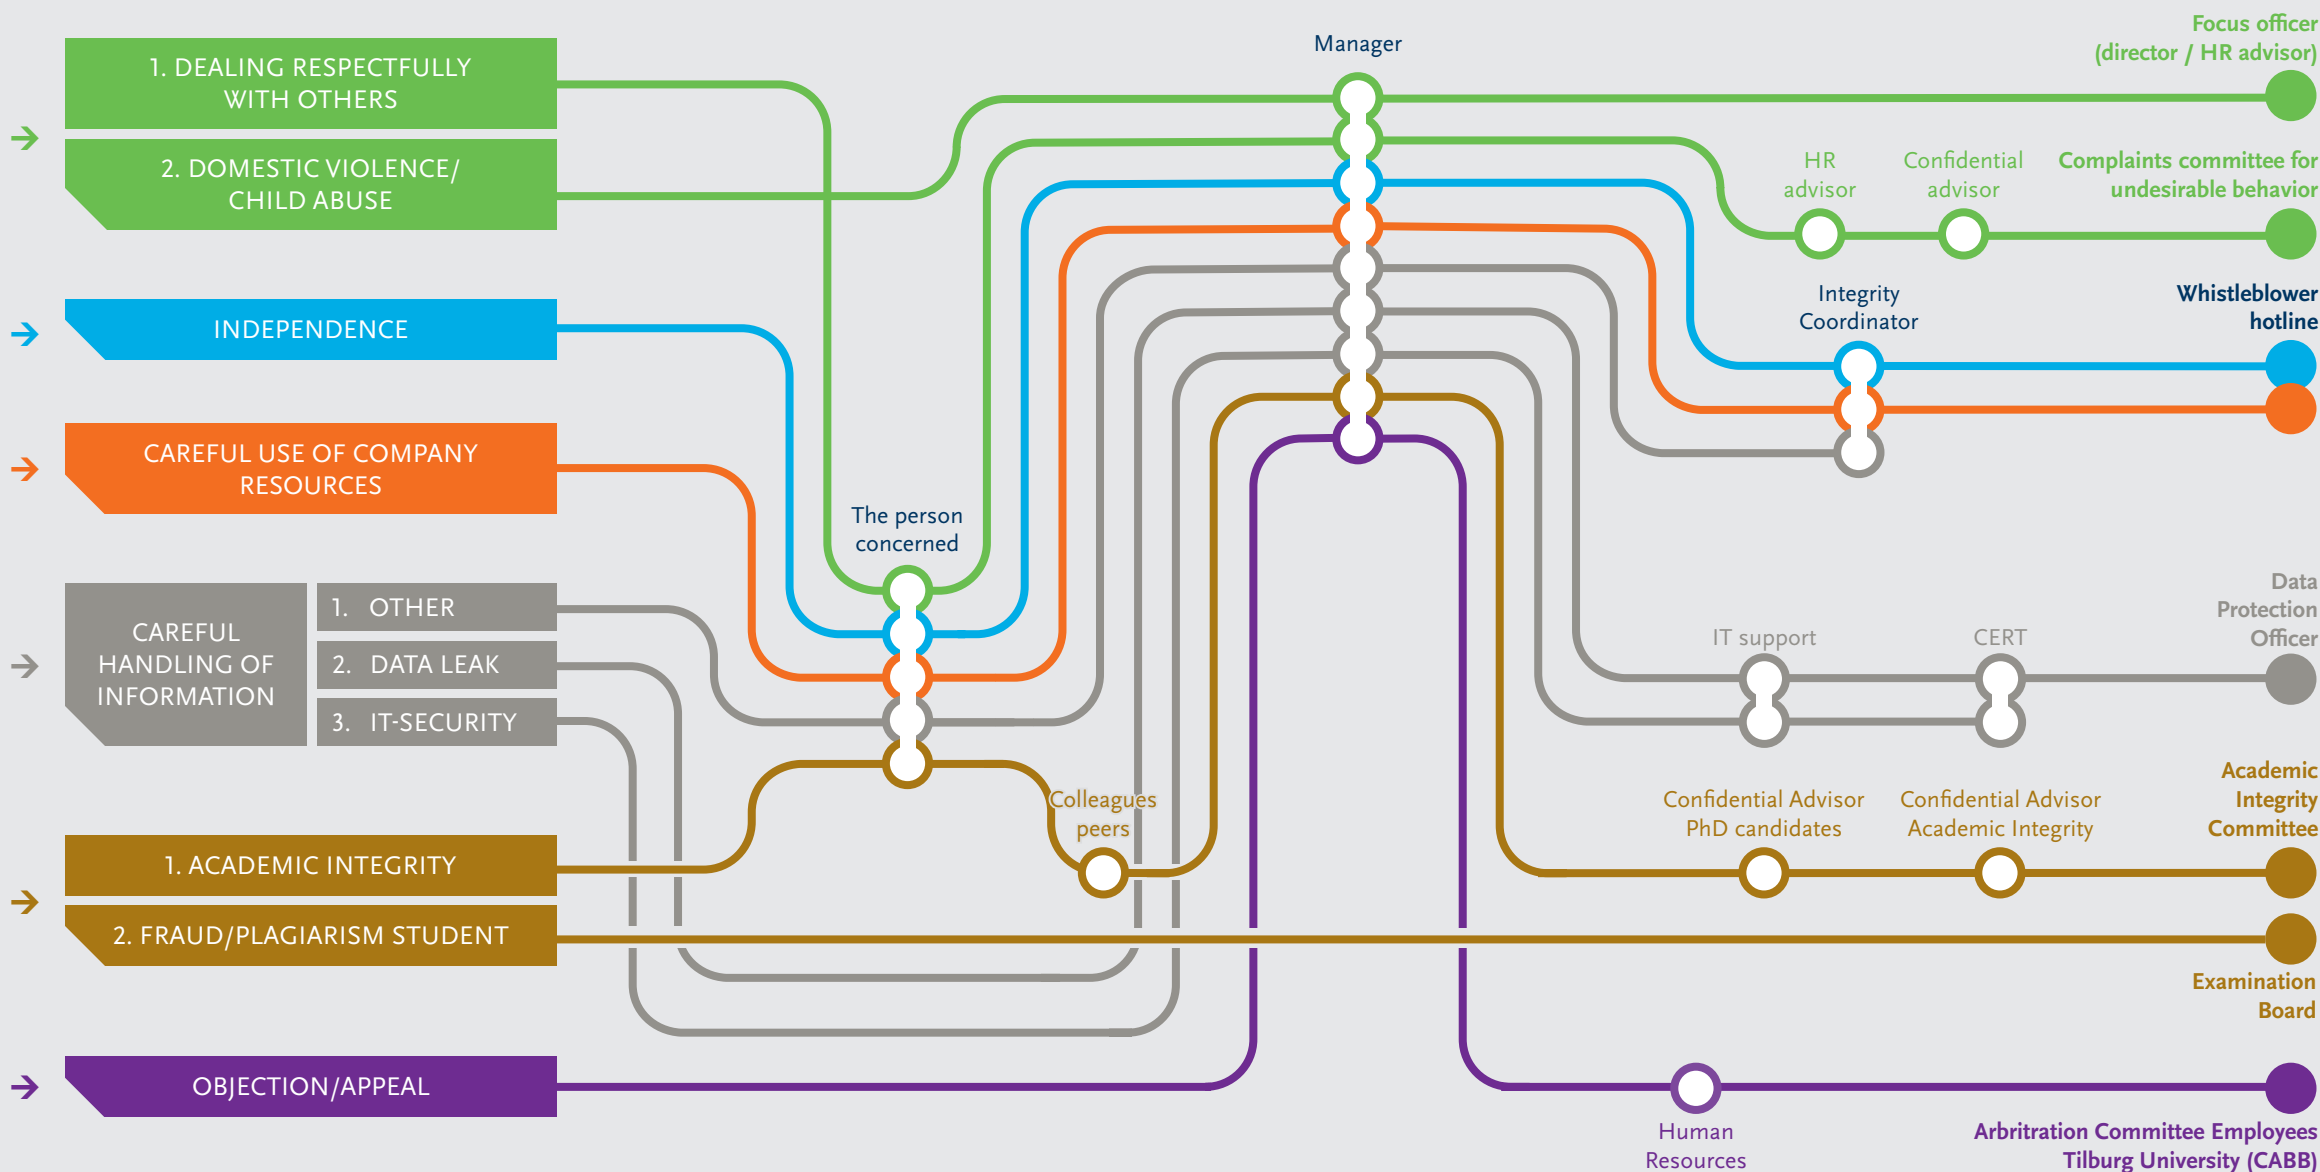 1. DEALING RESPECTFULLY
WITH OTHERS
2. DOMESTIC VIOLENCE/
CHILD ABUSE
INDEPENDENCE
CAREFUL USE OF COMPANY
RESOURCES
CAREFUL
HANDLING OF
INFORMATION
1. OTHER
2. DATA LEAK
3. IT-SECURITY
1. ACADEMIC INTEGRITY
2. FRAUD/PLAGIARISM STUDENT
OBJECTION/APPEAL
The person
concerned
Colleagues
peers
Manager
Focus officer
(director / HR advisor)
HR
advisor
Confidential
advisor
Complaints committee for
undesirable behavior
Integrity
Coordinator
Whistleblower
hotline
IT support
CERT
Data
Protection
Officer
Confidential Advisor
PhD candidates
Confidential Advisor
Academic Integrity
Academic
Integrity
Committee
Examination
Board
Human
Resources
Arbritration Committee Employees
Tilburg University (CABB)